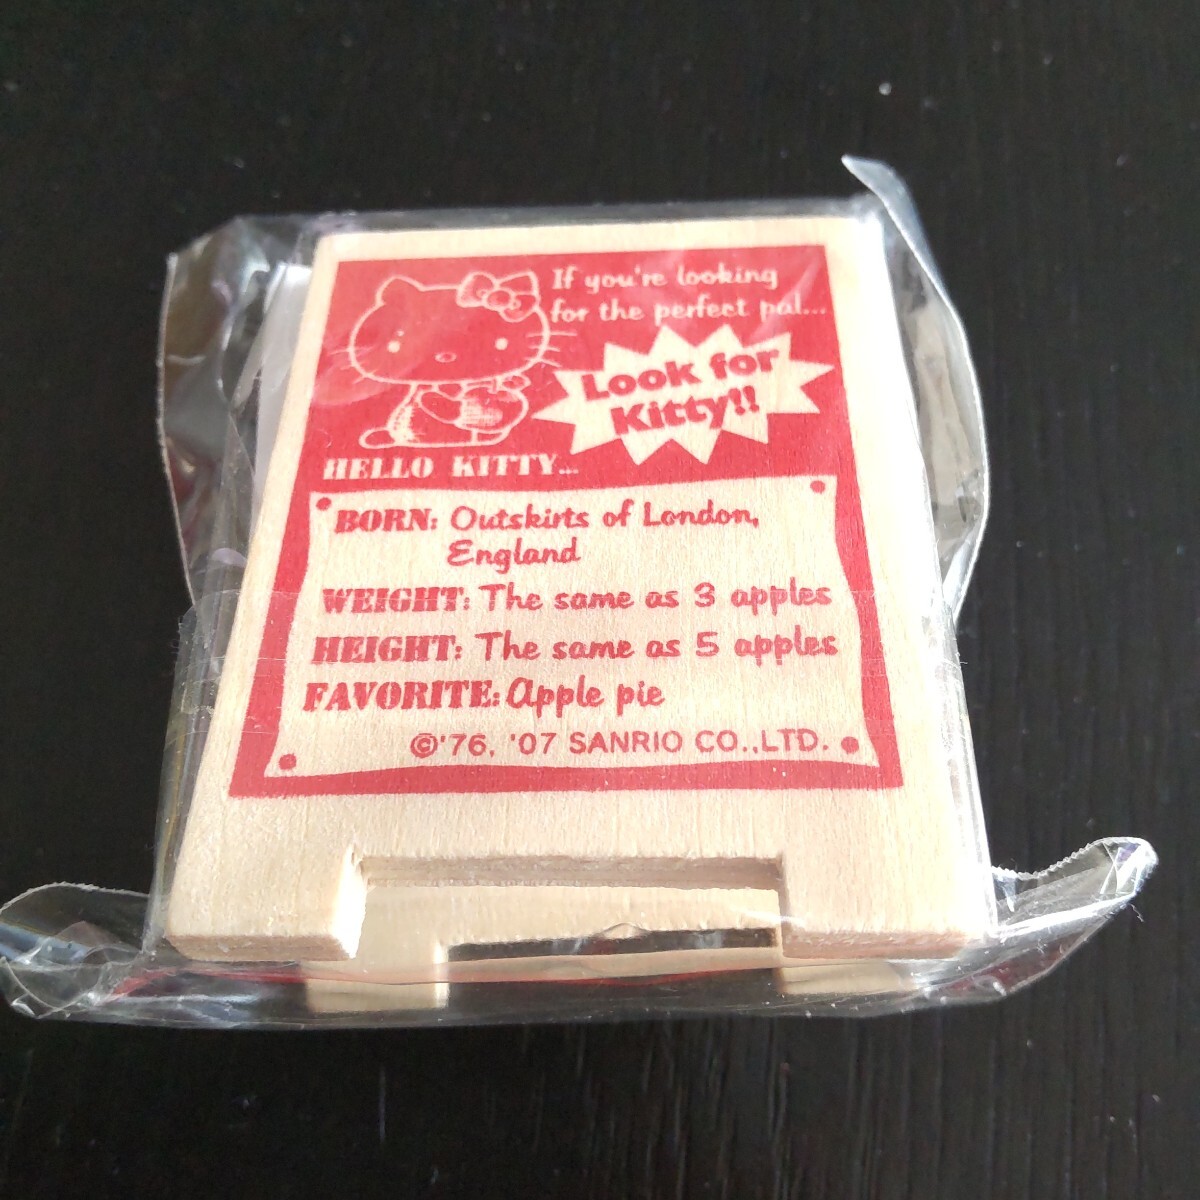 If you're looking
for the perfect pal...
Look for
Kitty!!
HELLO KITTY...
BORN: Outskirts of London,
England
WEIGHT: The same as 3 apples
HEIGHT: The same as 5 apples
FAVORITE: Apple pie
©'76, '07 SANRIO CO.,LTD.